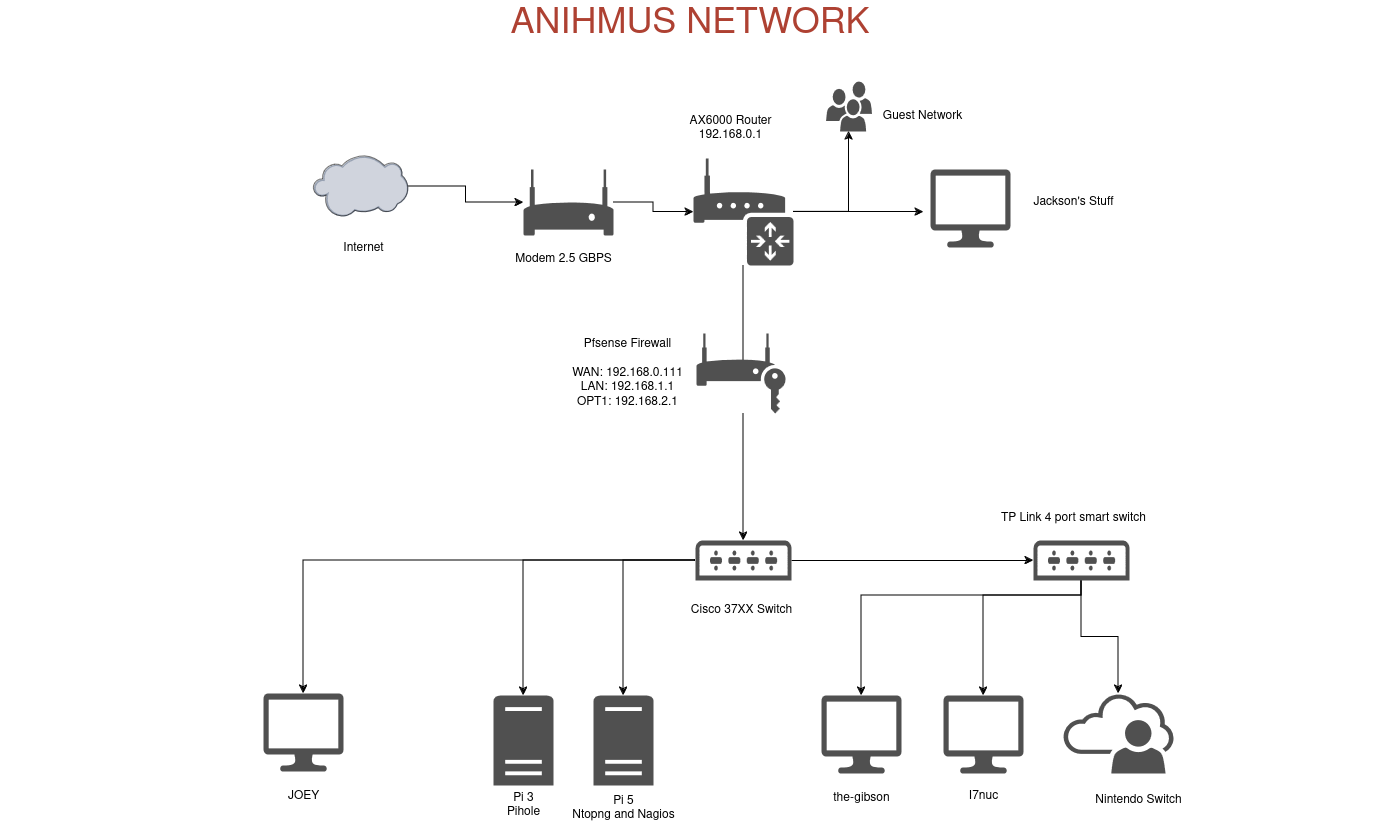 ANIHMUS NETWORK
Guest Network
AX6000 Router
192.168.0.1
Jackson's Stuff
Internet
Modem 2.5 GBPS
Pfsense Firewall
WAN: 192.168.0.111
LAN: 192.168.1.1
OPT1: 192.168.2.1
TP Link 4 port smart switch
Cisco 37XX Switch
JOEY
Pi 3
Pihole
Pi 5
Ntopng and Nagios
the-gibson
I7nuc
Nintendo Switch